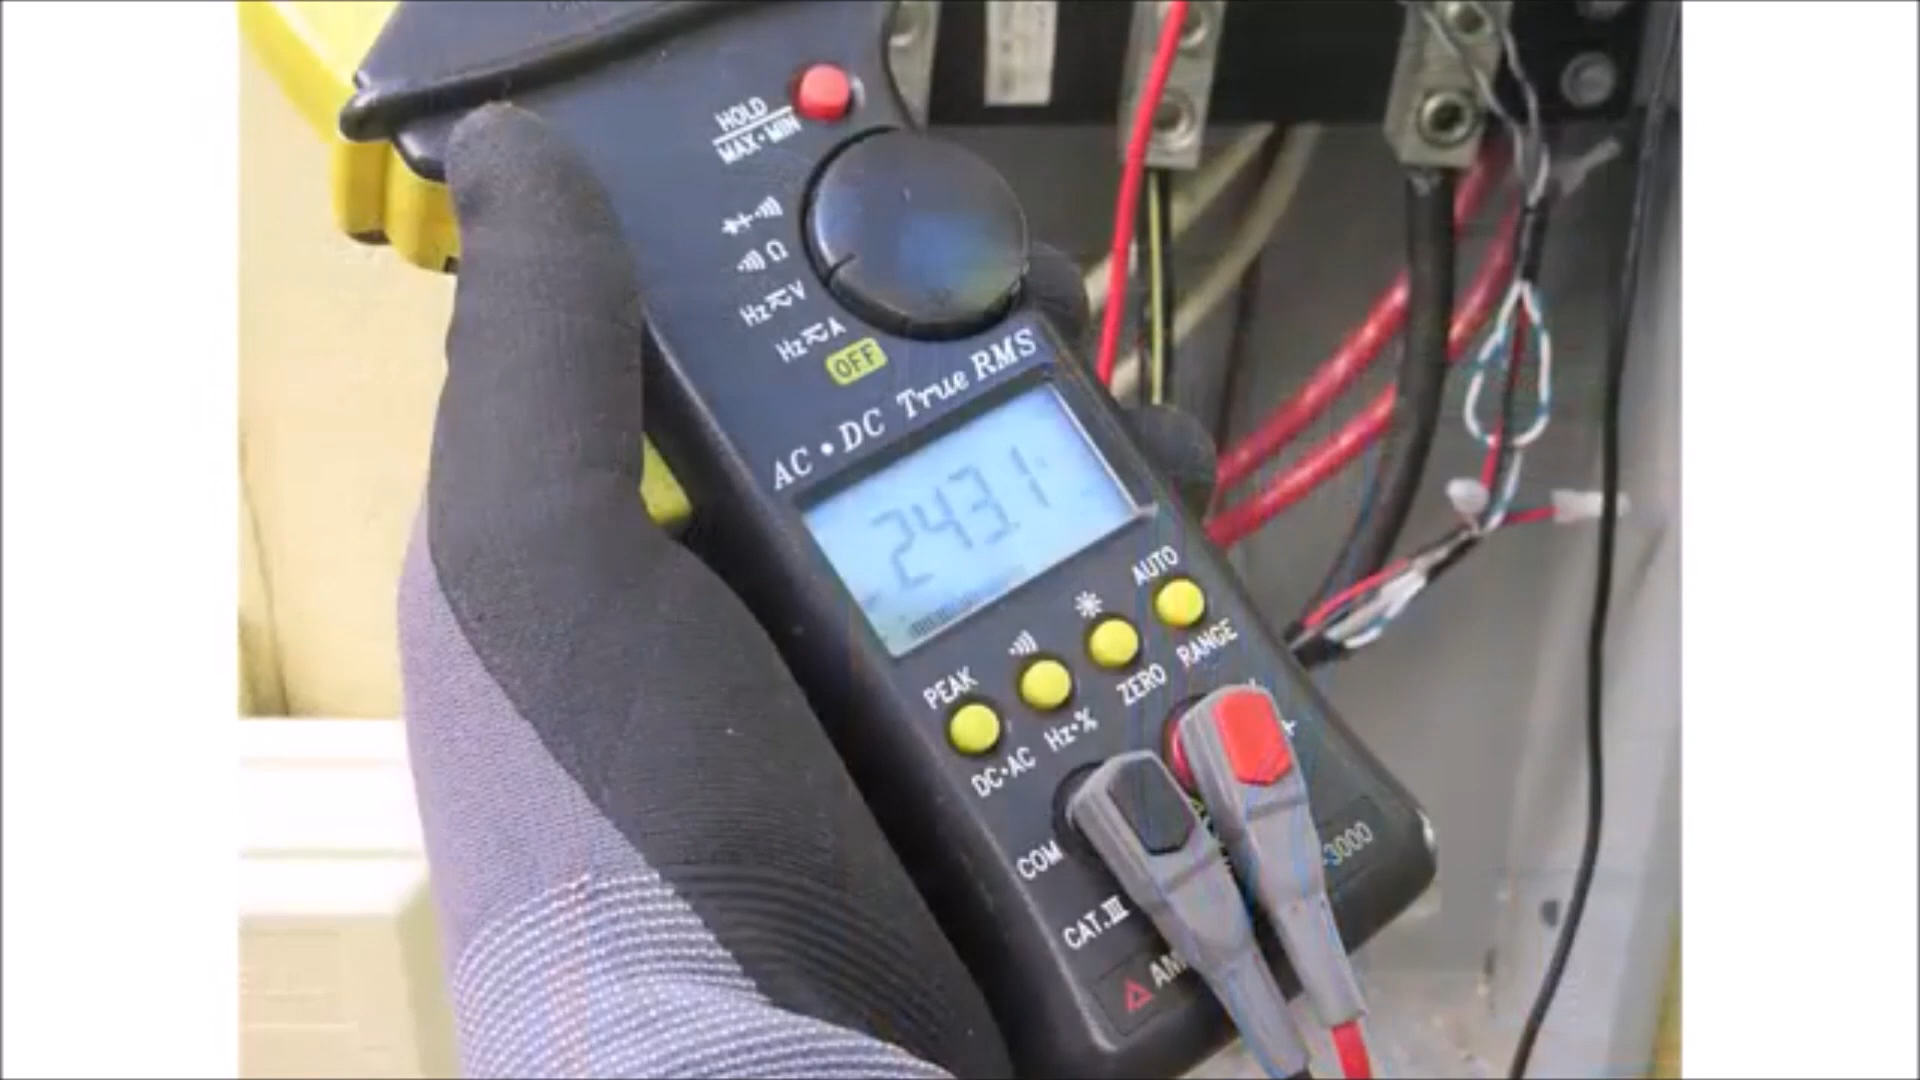 HOLD
MAX•MIN
Ω
Hz V
Hz A
OFF
AC • DC True RMS
243.1
AUTO
PEAK
RANGE
ZERO
Hz•%
DC•AC
+
COM
-3000
CAT.III